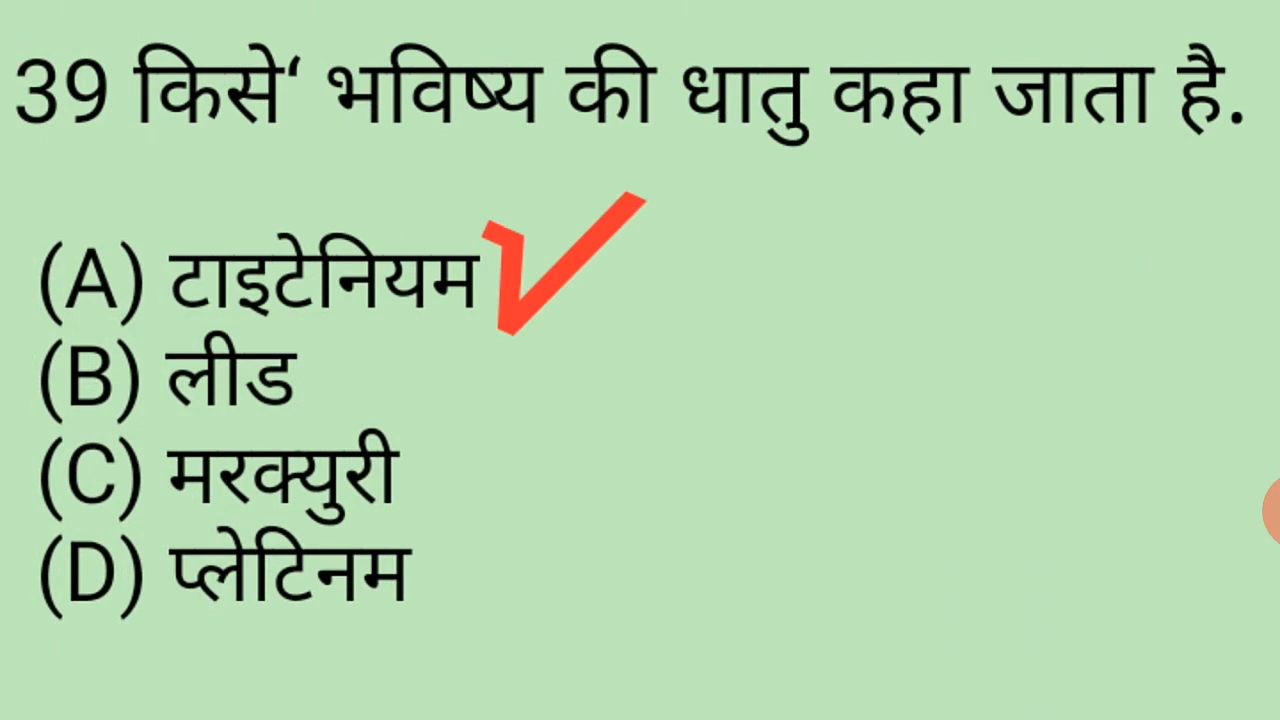 39 किसे‘ भविष्य की धातु कहा जाता है.
(A) टाइटेनियम
(B) लीड
(C) मरक्युरी
(D) प्लेटिनम